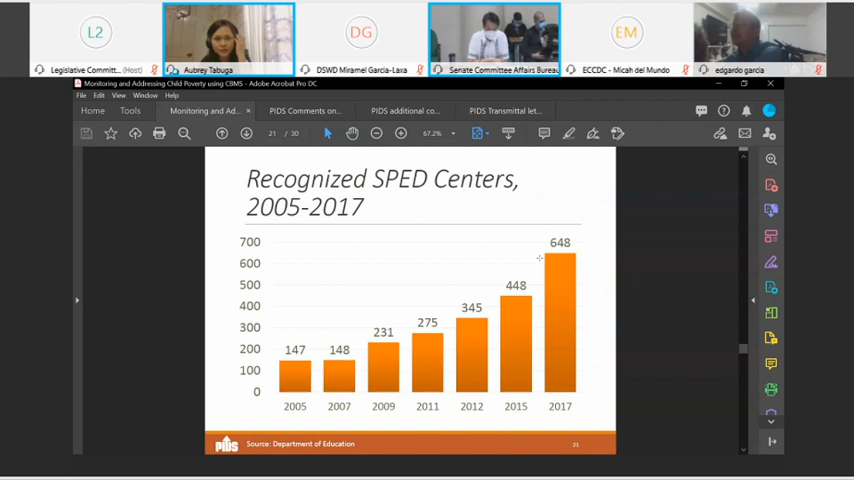 L2
DG
EM
Legislative Committ... (Host)
Aubrey Tabuga
DSWD Miramel Garcia-Laxa
Senate Committee Affairs Bureau
ECCDC - Micah del Mundo
edgardo garcia
Monitoring and Addressing Child Poverty using CBMS - Adobe Acrobat Pro DC
File Edit View Window Help
Home Tools Monitoring and Ad... × PIDS Comments on... PIDS additional co... PIDS Transmittal let...
21 / 30 67.2%
Recognized SPED Centers,
2005-2017
700
600
500
400
300
200
100
0
147
148
231
275
345
448
648
2005 2007 2009 2011 2012 2015 2017
PIDS Source: Department of Education 21